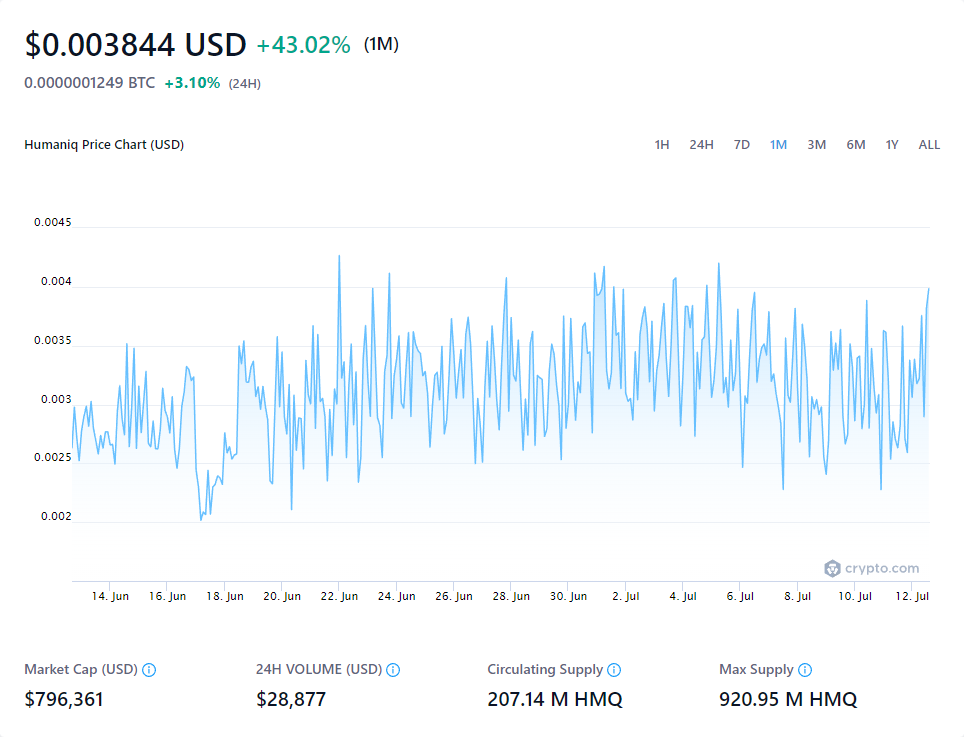 $0.003844 USD +43.02% (1M)
0.0000001249 BTC +3.10% (24H)
Humaniq Price Chart (USD) 1H 24H 7D 1M 3M 6M 1Y ALL
0.0045
0.004
0.0035
0.003
0.0025
0.002
crypto.com
14. Jun 16. Jun 18. Jun 20. Jun 22. Jun 24. Jun 26. Jun 28. Jun 30. Jun 2. Jul 4. Jul 6. Jul 8. Jul 10. Jul 12. Jul
Market Cap (USD) 24H VOLUME (USD) Circulating Supply Max Supply
$796,361 $28,877 207.14 M HMQ 920.95 M HMQ